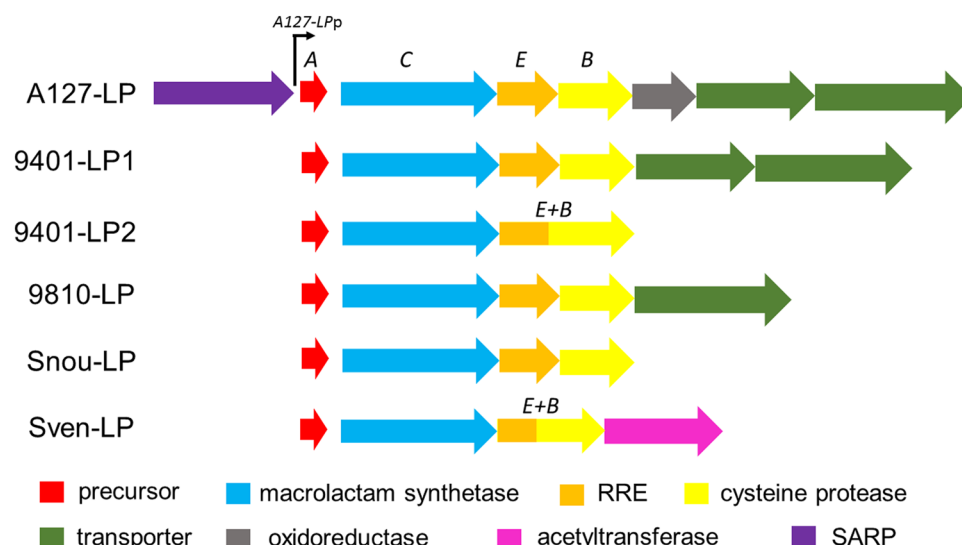 A127-LPp
A C E B
A127-LP
9401-LP1
E+B
9401-LP2
9810-LP
Snou-LP
E+B
Sven-LP
precursor macrolactam synthetase RRE cysteine protease
transporter oxidoreductase acetyltransferase SARP